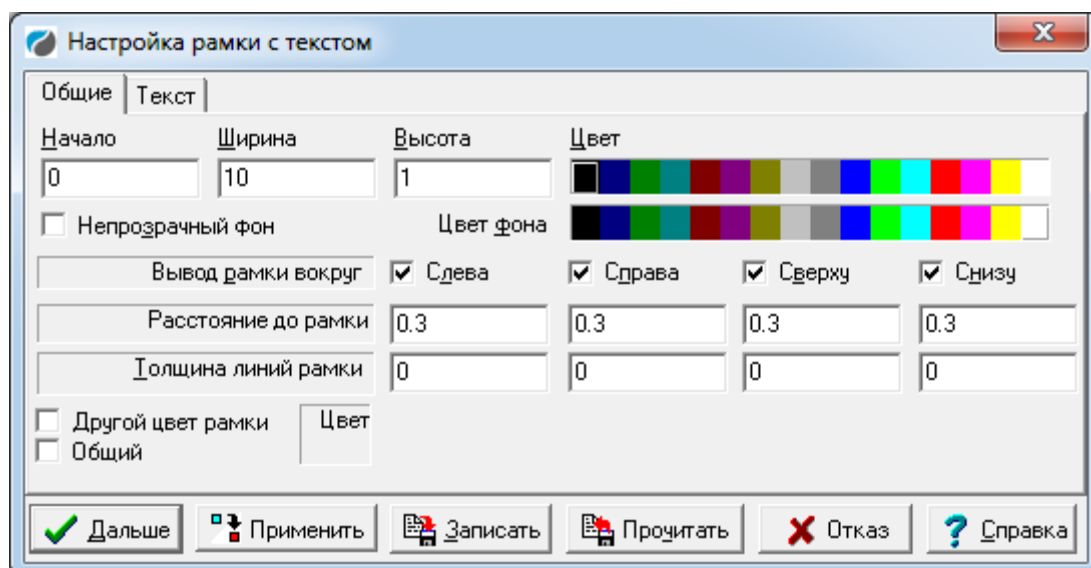 Настройка рамки с текстом
Общие Текст
Начало Ширина Высота Цвет
0 10 1
Непрозрачный фон Цвет фона
Вывод рамки вокруг Слева Справа Сверху Снизу
Расстояние до рамки 0.3 0.3 0.3 0.3
Толщина линий рамки 0 0 0 0
Другой цвет рамки Цвет
Общий
Дальше Применить Записать Прочитать Отказ Справка